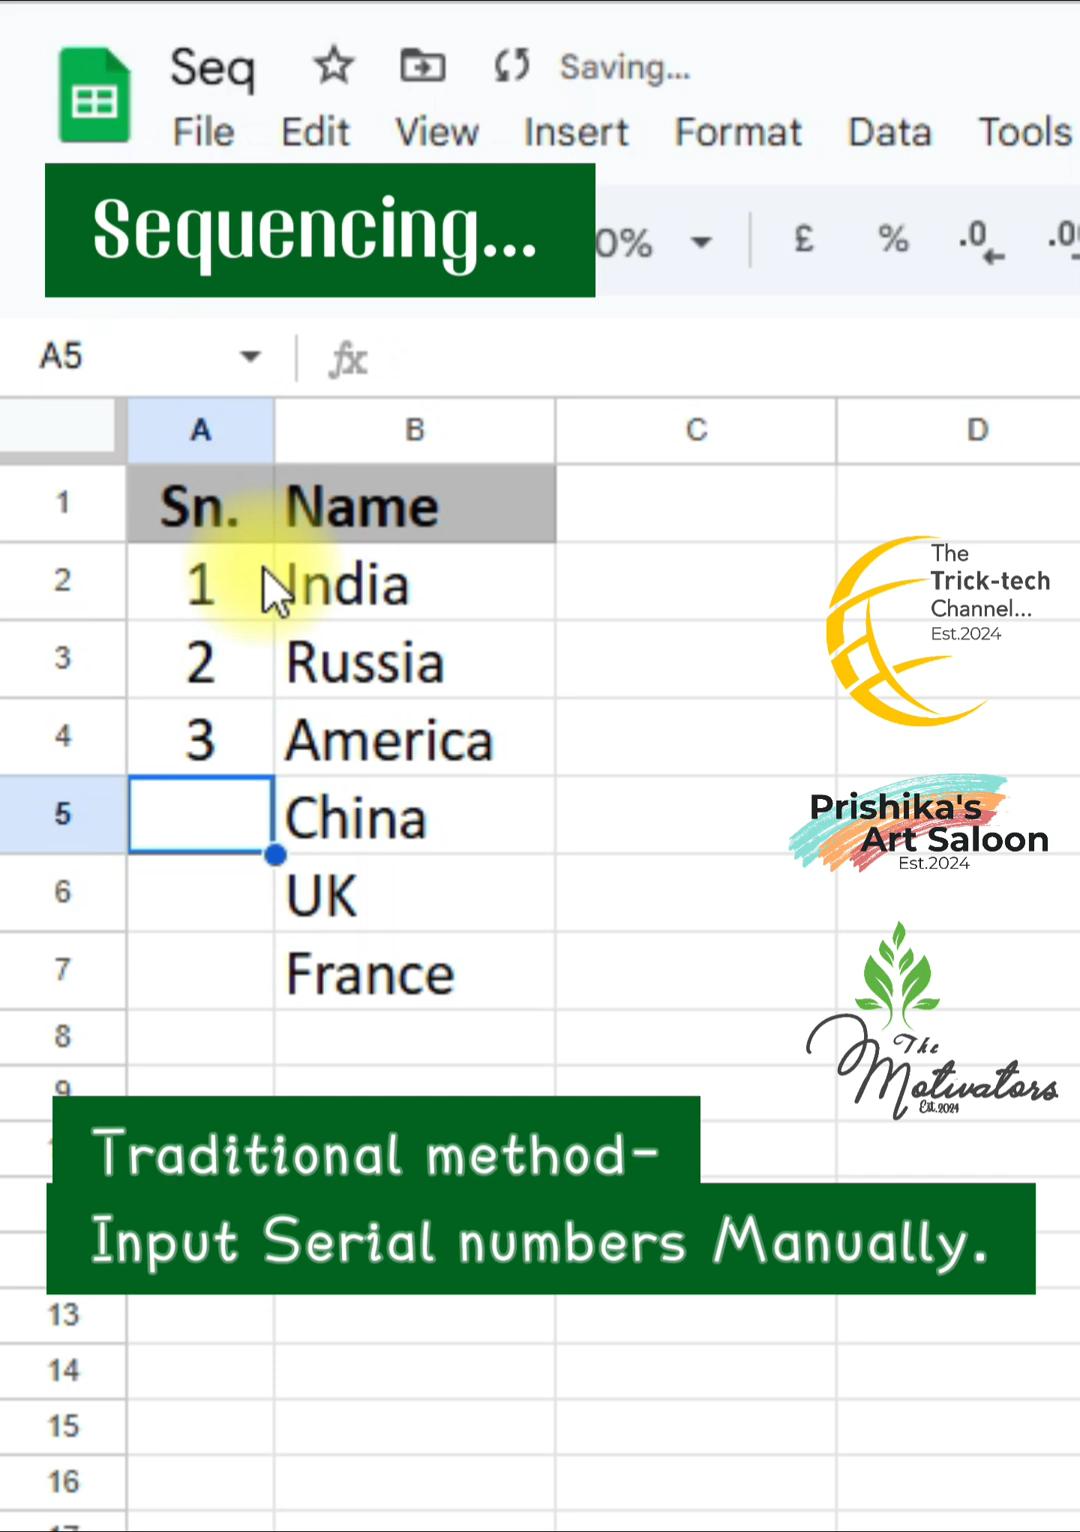 Seq Saving...
File Edit View Insert Format Data Tools
Sequencing...
0% £ % .0 .0
A5 fx
A B C D
1 Sn. Name
2 1 India
3 2 Russia
4 3 America
5 China
6 UK
7 France
8
9
The
Trick-tech
Channel...
Est.2024
Prishika's
Art Saloon
Est.2024
The
Motivators
Est.2024
Traditional method-
Input Serial numbers Manually.
13
14
15
16
17